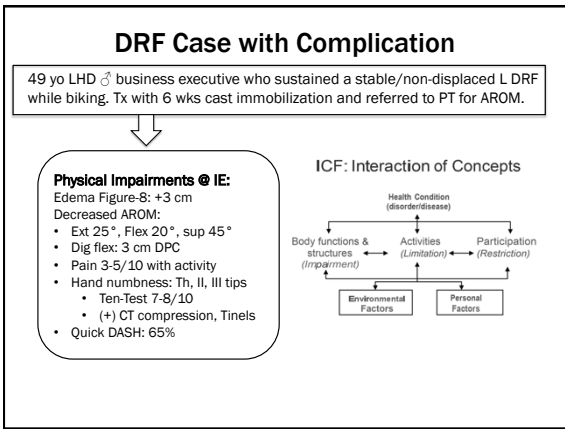 DRF Case with Complication
49 yo LHD ♂ business executive who sustained a stable/non-displaced L DRF
while biking. Tx with 6 wks cast immobilization and referred to PT for AROM.
Physical Impairments @ IE:
Edema Figure-8: +3 cm
Decreased AROM:
• Ext 25°, Flex 20°, sup 45°
• Dig flex: 3 cm DPC
• Pain 3-5/10 with activity
• Hand numbness: Th, II, III tips
• Ten-Test 7-8/10
• (+) CT compression, Tinels
• Quick DASH: 65%
ICF: Interaction of Concepts
Health Condition
(disorder/disease)
Body functions & structures (Impairment)
Activities (Limitation)
Participation (Restriction)
Environmental Factors
Personal Factors